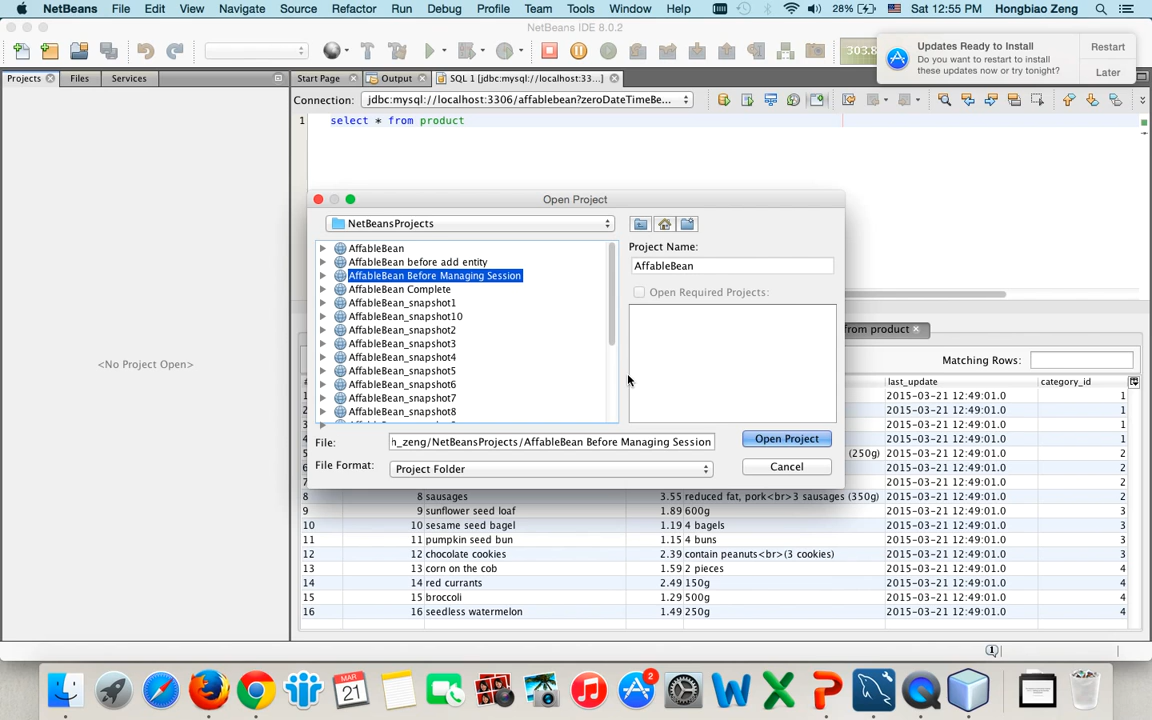 NetBeans File Edit View Navigate Source Refactor Run Debug Profile Team Tools Window Help 28% Sat 12:55 PM Hongbiao Zeng
NetBeans IDE 8.0.2
303.8
Updates Ready to Install
Do you want to restart to install
these updates now or try tonight?
Restart
Later
Projects Files Services Start Page Output SQL 1 [jdbc:mysql://localhost:33...]
Connection: jdbc:mysql://localhost:3306/affablebean?zeroDateTimeBe...
1 select * from product
<No Project Open>
Open Project
NetBeansProjects
AffableBean
AffableBean before add entity
AffableBean Before Managing Session
AffableBean Complete
AffableBean_snapshot1
AffableBean_snapshot10
AffableBean_snapshot2
AffableBean_snapshot3
AffableBean_snapshot4
AffableBean_snapshot5
AffableBean_snapshot6
AffableBean_snapshot7
AffableBean_snapshot8
Project Name:
AffableBean
Open Required Projects:
File: h_zeng/NetBeansProjects/AffableBean Before Managing Session
Open Project
File Format: Project Folder
Cancel
from product
Matching Rows:
# last_update category_id
1 2015-03-21 12:49:01.0 1
2 2015-03-21 12:49:01.0 1
3 2015-03-21 12:49:01.0 1
4 2015-03-21 12:49:01.0 1
5 (250g) 2015-03-21 12:49:01.0 2
6 2015-03-21 12:49:01.0 2
7 2015-03-21 12:49:01.0 2
8 8 sausages 3.55 reduced fat, pork<br>3 sausages (350g) 2015-03-21 12:49:01.0 2
9 9 sunflower seed loaf 1.89 600g 2015-03-21 12:49:01.0 3
10 10 sesame seed bagel 1.19 4 bagels 2015-03-21 12:49:01.0 3
11 11 pumpkin seed bun 1.15 4 buns 2015-03-21 12:49:01.0 3
12 12 chocolate cookies 2.39 contain peanuts<br>(3 cookies) 2015-03-21 12:49:01.0 3
13 13 corn on the cob 1.59 2 pieces 2015-03-21 12:49:01.0 4
14 14 red currants 2.49 150g 2015-03-21 12:49:01.0 4
15 15 broccoli 1.29 500g 2015-03-21 12:49:01.0 4
16 16 seedless watermelon 1.49 250g 2015-03-21 12:49:01.0 4
1
MAR
21
2